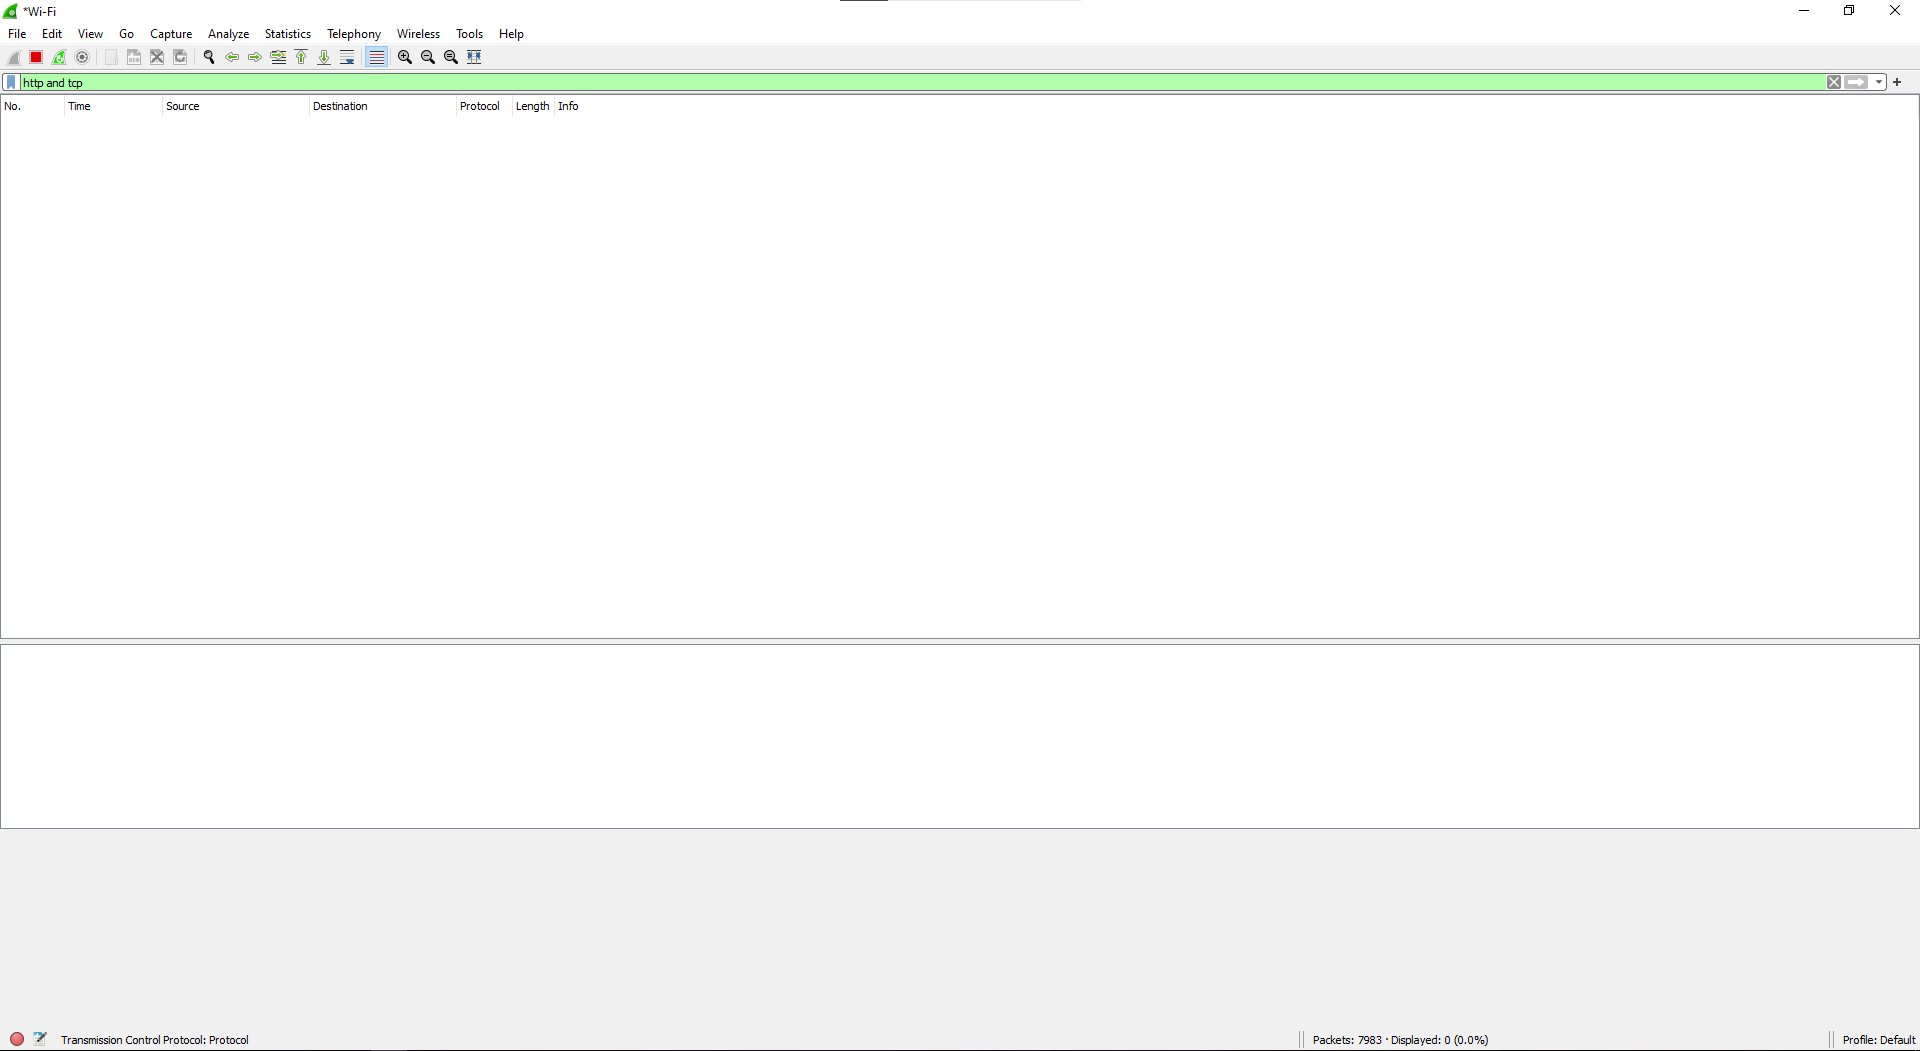 *Wi-Fi
File Edit View Go Capture Analyze Statistics Telephony Wireless Tools Help
http and tcp
No. Time Source Destination Protocol Length Info
Transmission Control Protocol: Protocol
Packets: 7983 · Displayed: 0 (0.0%)
Profile: Default